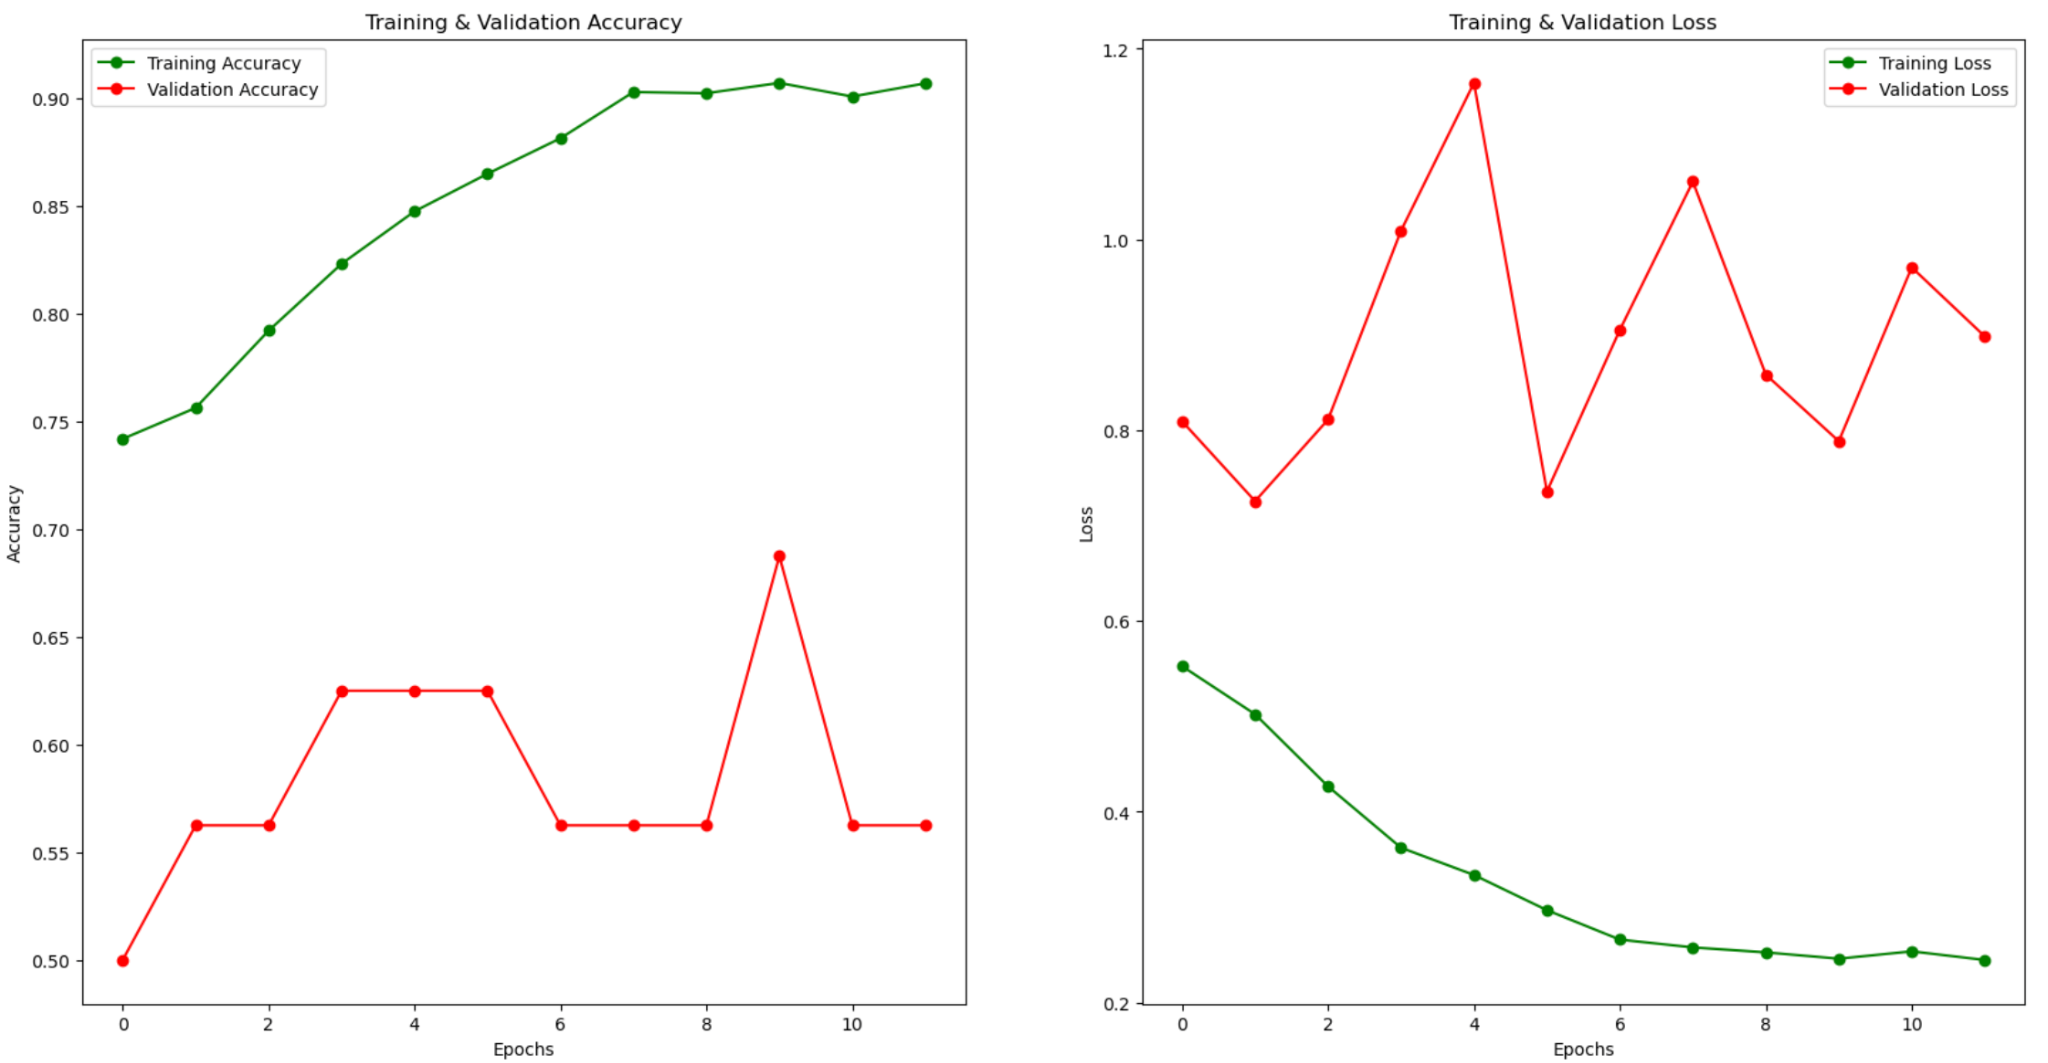 Training & Validation Accuracy
Training Accuracy
Validation Accuracy
0.90
0.85
0.80
0.75
0.70
0.65
0.60
0.55
0.50
Accuracy
0 2 4 6 8 10
Epochs
Training & Validation Loss
Training Loss
Validation Loss
1.2
1.0
0.8
0.6
0.4
0.2
Loss
0 2 4 6 8 10
Epochs